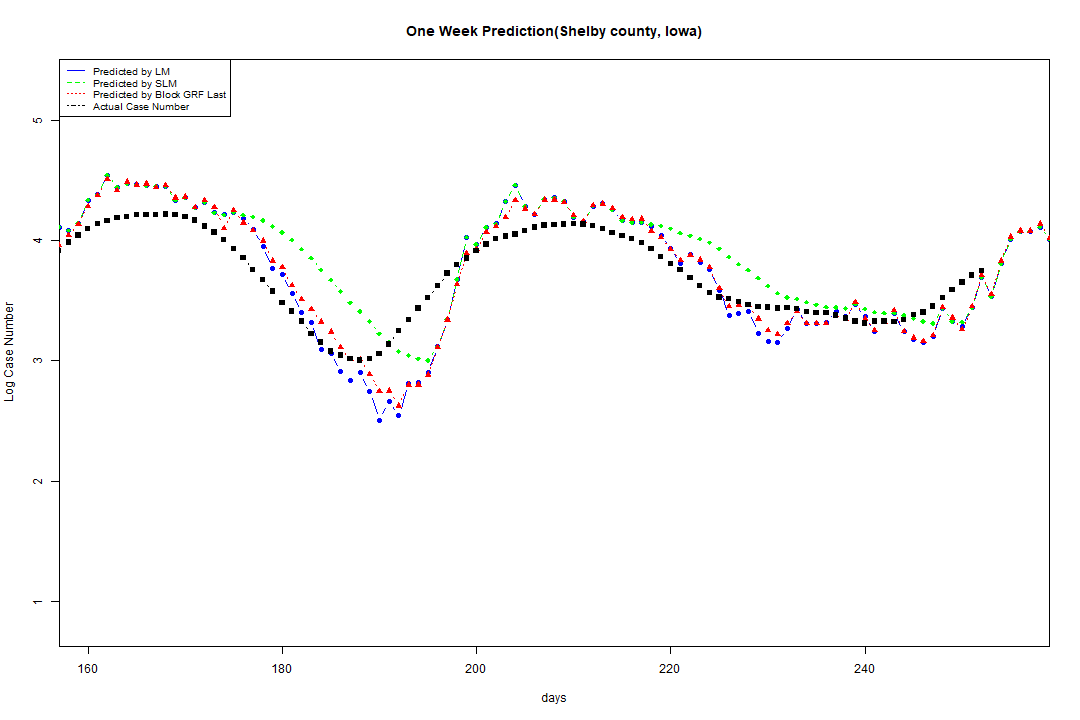 One Week Prediction(Shelby county, Iowa)
Predicted by LM
Predicted by SLM
Predicted by Block GRF Last
Actual Case Number
5
4
3
2
1
Log Case Number
160 180 200 220 240
days